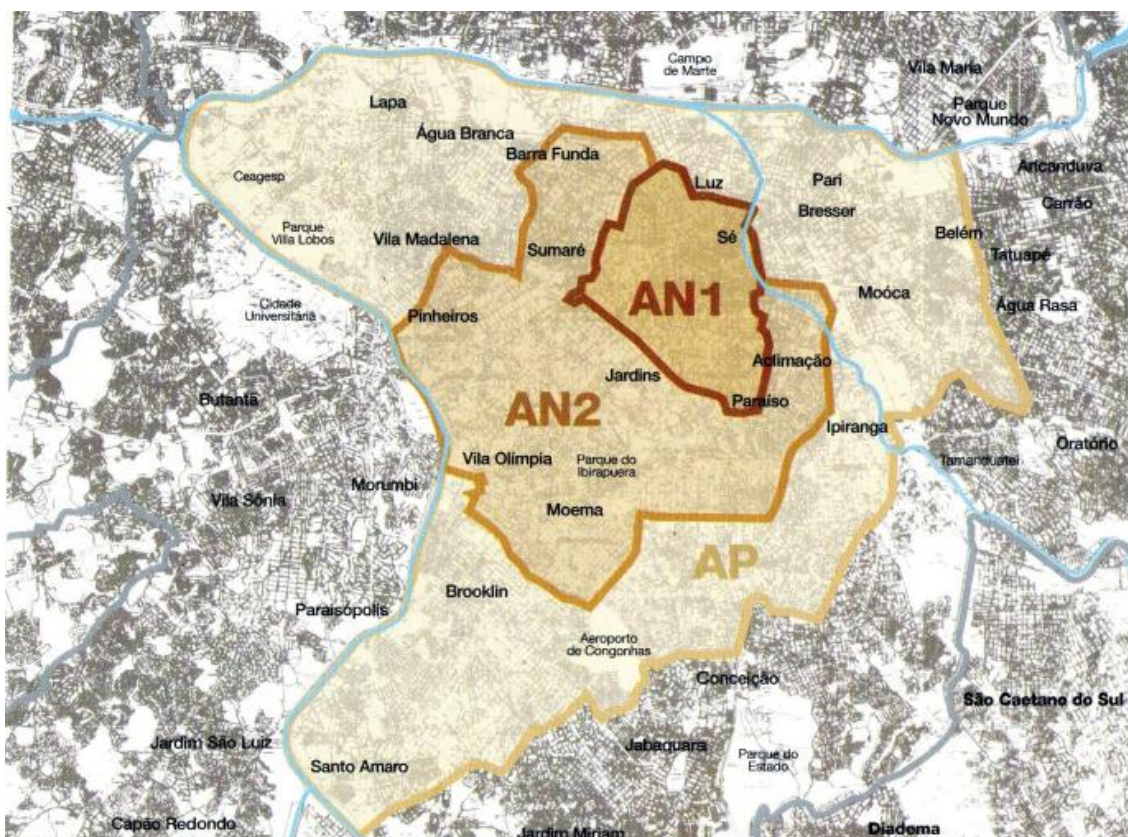 Campo
de Marte
Vila Maria
Lapa
Parque
Novo Mundo
Água Branca
Barra Funda
Aricanduva
Ceagesp
Luz
Pari
Carrão
Bresser
Parque
Villa Lobos
Vila Madalena
Sumaré
Sé
Belém
Tatuapé
Cidade
Universitária
Pinheiros
AN1
Moóca
Água Rasa
Aclimação
Jardins
Butantã
AN2
Paraíso
Ipiranga
Oratório
Vila Olímpia
Parque do
Ibirapuera
Tamanduateí
Morumbi
Vila Sônia
Moema
AP
Brooklin
Paraisópolis
Aeroporto
de Congonhas
Conceição
São Caetano do Sul
Jardim São Luiz
Jabaquara
Santo Amaro
Parque do
Estado
Capão Redondo
Jardim Miriam
Diadema